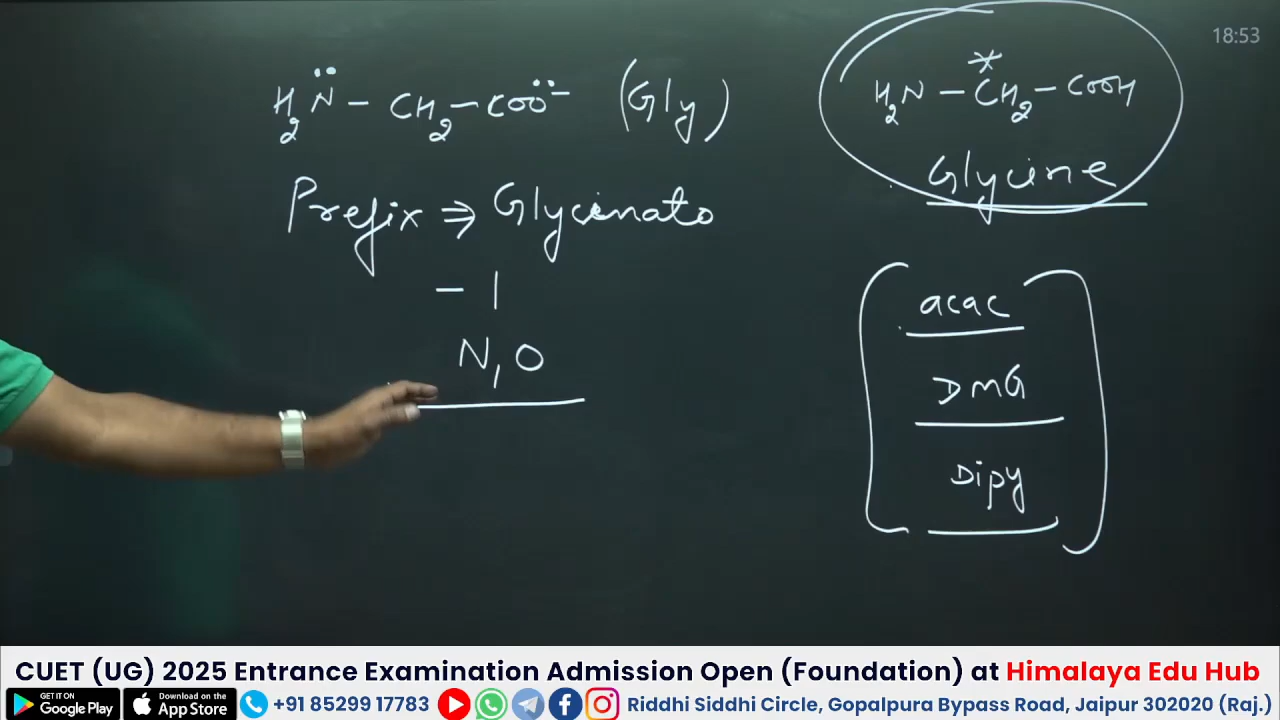 18:53
H₂N̈ – CH₂ – COÖ⁻ (Gly)
Prefix ⇒ Glycinato
– 1
N, O
*
H₂N – CH₂ – COOH
Glycine
acac
DMG
Dipy
CUET (UG) 2025 Entrance Examination Admission Open (Foundation) at Himalaya Edu Hub
GET IT ON
Google Play
Download on the
App Store
+91 85299 17783
Riddhi Siddhi Circle, Gopalpura Bypass Road, Jaipur 302020 (Raj.)